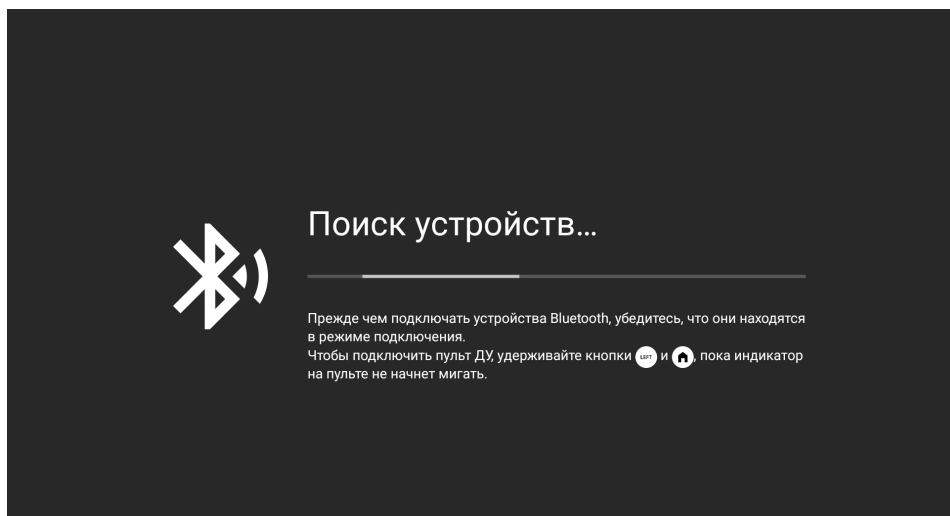 Поиск устройств...
Прежде чем подключать устройства Bluetooth, убедитесь, что они находятся
в режиме подключения.
Чтобы подключить пульт ДУ, удерживайте кнопки LEFT и , пока индикатор
на пульте не начнет мигать.